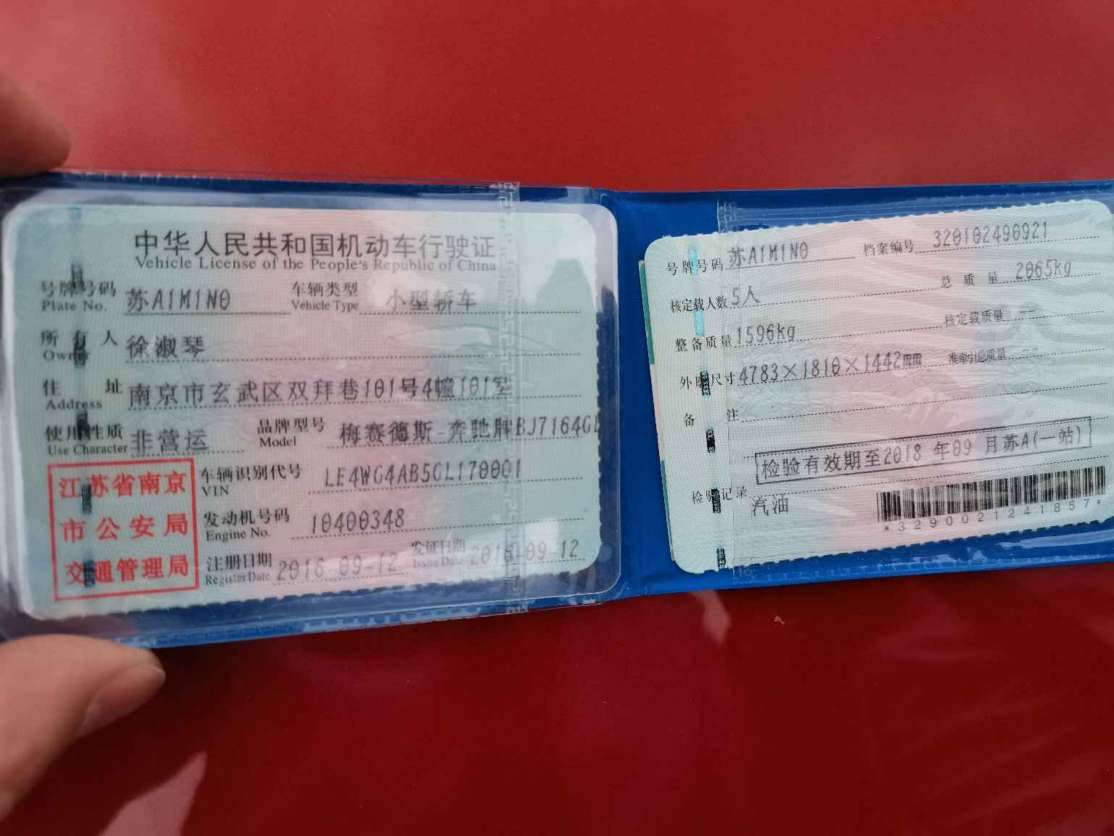 中华人民共和国机动车行驶证
Vehicle License of the People's Republic of China
号牌号码 苏A1M1N0 车辆类型 小型轿车
Plate No. Vehicle Type
所有人 徐淑琴
Owner
住址 南京市玄武区双拜巷101号4幢101室
Address
使用性质 非营运 品牌型号 梅赛德斯-奔驰牌BJ7164GL
Use Character Model
江苏省南京
市公安局
交通管理局
车辆识别代号 LE4WG4AB5GL170001
VIN
发动机号码 10400348
Engine No.
注册日期 2016-09-12 发证日期 2016-09-12
Register Date Issue Date
号牌号码 苏A1M1N0 档案编号 320102490921
核定载人数 5人 总质量 2065kg
整备质量 1596kg 核定载质量 --
外廓尺寸 4783×1810×1442mm 准牵引总质量 --
备注
检验有效期至2018年09月苏A(一站)
检验记录
汽油
*3290021241857*